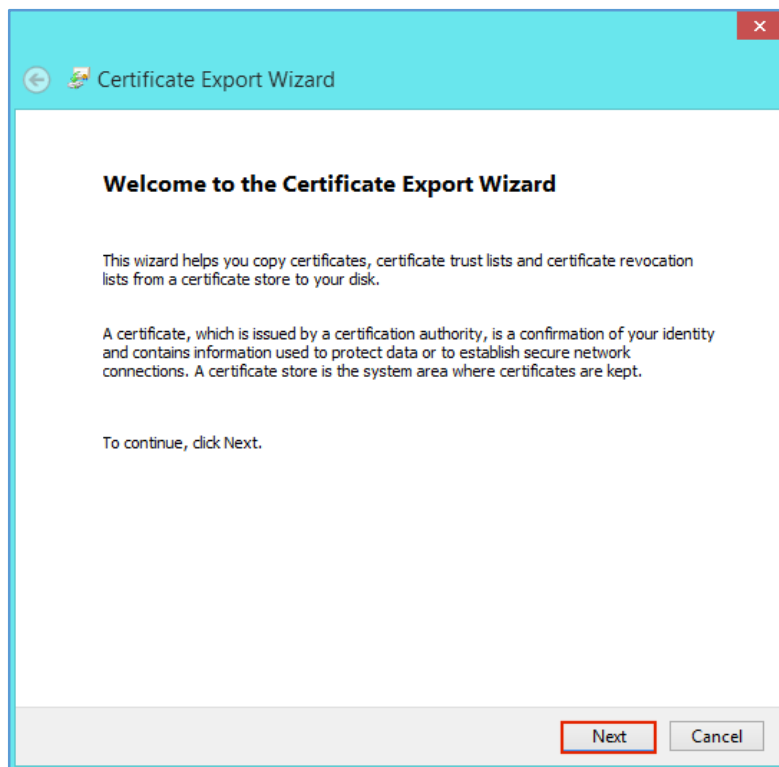 Certificate Export Wizard
Welcome to the Certificate Export Wizard
This wizard helps you copy certificates, certificate trust lists and certificate revocation
lists from a certificate store to your disk.
A certificate, which is issued by a certification authority, is a confirmation of your identity
and contains information used to protect data or to establish secure network
connections. A certificate store is the system area where certificates are kept.
To continue, click Next.
Next Cancel